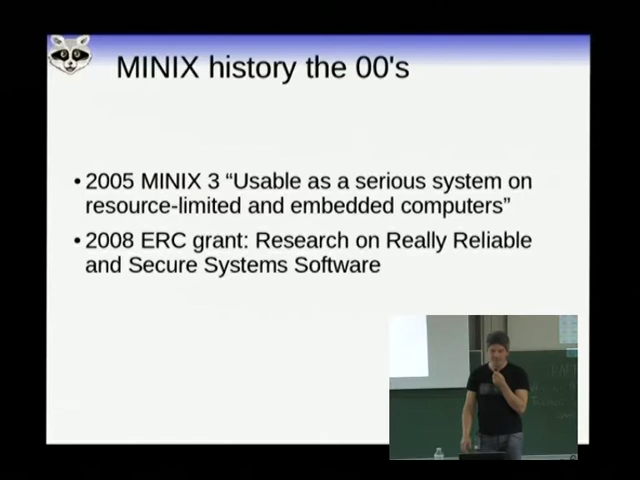 MINIX history the 00's
• 2005 MINIX 3 “Usable as a serious system on
resource-limited and embedded computers”
• 2008 ERC grant: Research on Really Reliable
and Secure Systems Software